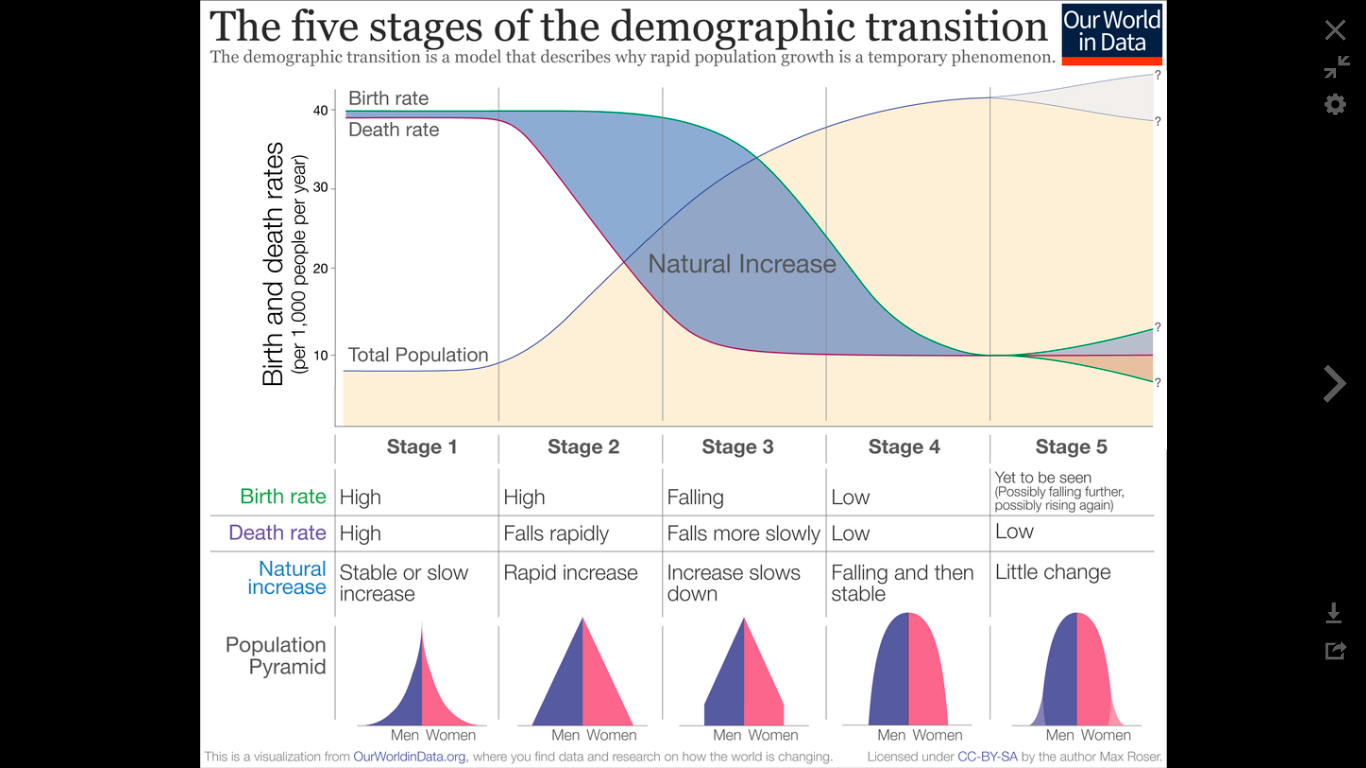 The five stages of the demographic transition
Our World
in Data
The demographic transition is a model that describes why rapid population growth is a temporary phenomenon.
Birth and death rates
(per 1,000 people per year)
40
30
20
10
Birth rate
Death rate
Natural Increase
Total Population
?
?
?
?
Stage 1
Stage 2
Stage 3
Stage 4
Stage 5
Birth rate
High
High
Falling
Low
Yet to be seen
(Possibly falling further,
possibly rising again)
Death rate
High
Falls rapidly
Falls more slowly
Low
Low
Natural
increase
Stable or slow
increase
Rapid increase
Increase slows
down
Falling and then
stable
Little change
Population
Pyramid
Men Women
Men Women
Men Women
Men Women
Men Women
This is a visualization from OurWorldinData.org, where you find data and research on how the world is changing.
Licensed under CC-BY-SA by the author Max Roser.